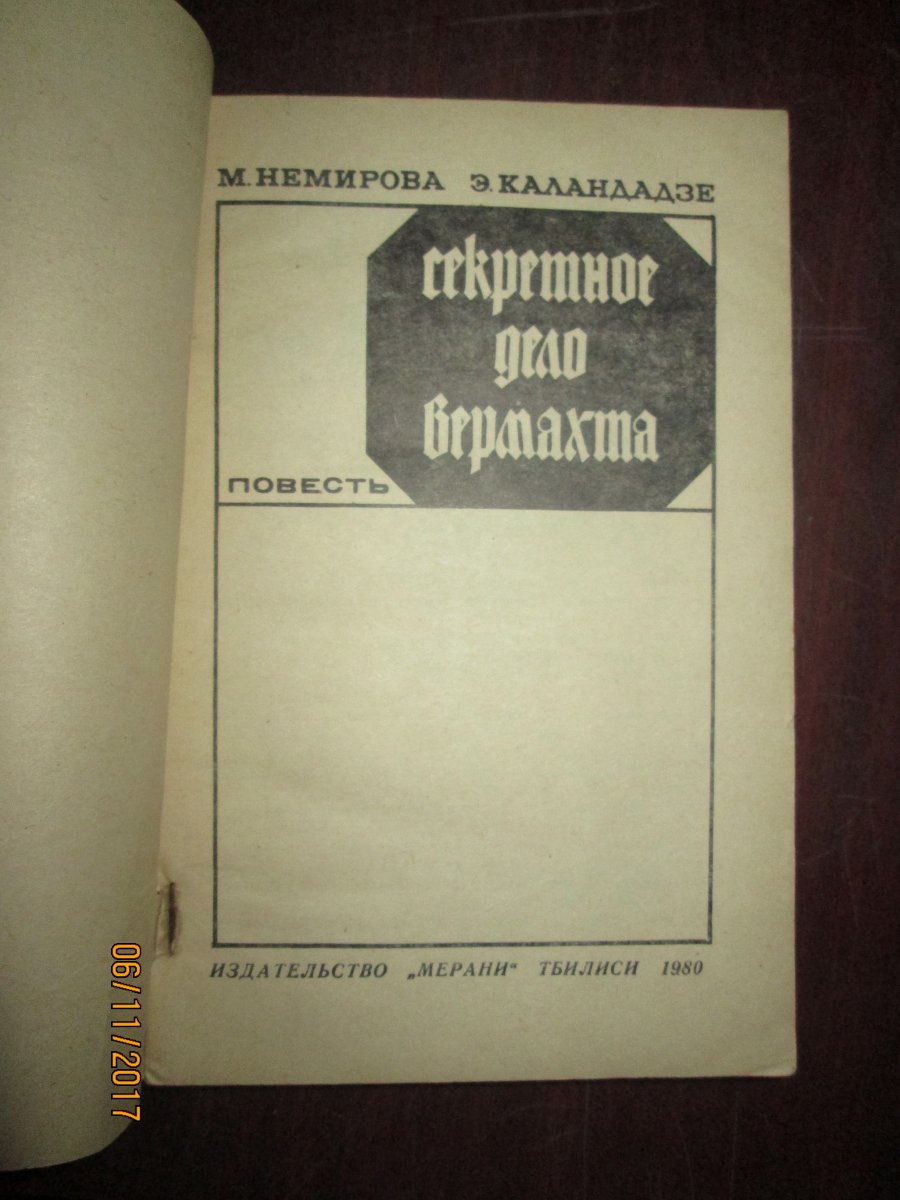 М. НЕМИРОВА Э. КАЛАНДАДЗЕ
секретное
дело
вермахта
ПОВЕСТЬ
ИЗДАТЕЛЬСТВО „МЕРАНИ“ ТБИЛИСИ 1980
06/11/2017